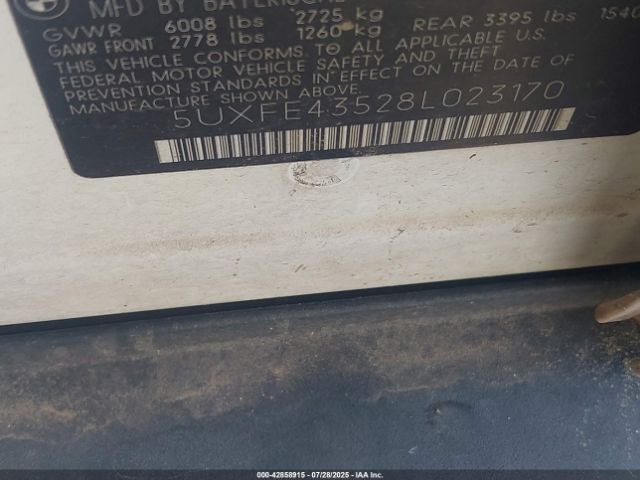 MFD BY BAYERISCHE
GVWR 6008 lbs 2725 kg
GAWR FRONT 2778 lbs 1260 kg REAR 3395 lbs 1540
THIS VEHICLE CONFORMS TO ALL APPLICABLE U.S.
FEDERAL MOTOR VEHICLE SAFETY AND THEFT
PREVENTION STANDARDS IN EFFECT ON THE DATE OF
MANUFACTURE SHOWN ABOVE.
5UXFE43528L023170
000-42858915 - 07/28/2025 - IAA Inc.